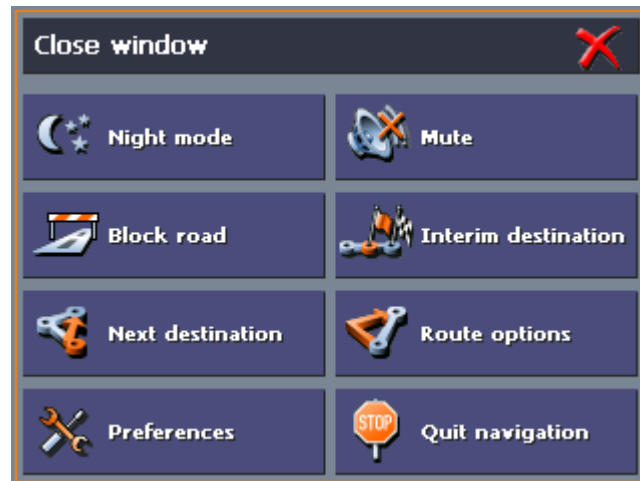 Close window
Night mode
Mute
Block road
Interim destination
Next destination
Route options
Preferences
STOP
Quit navigation